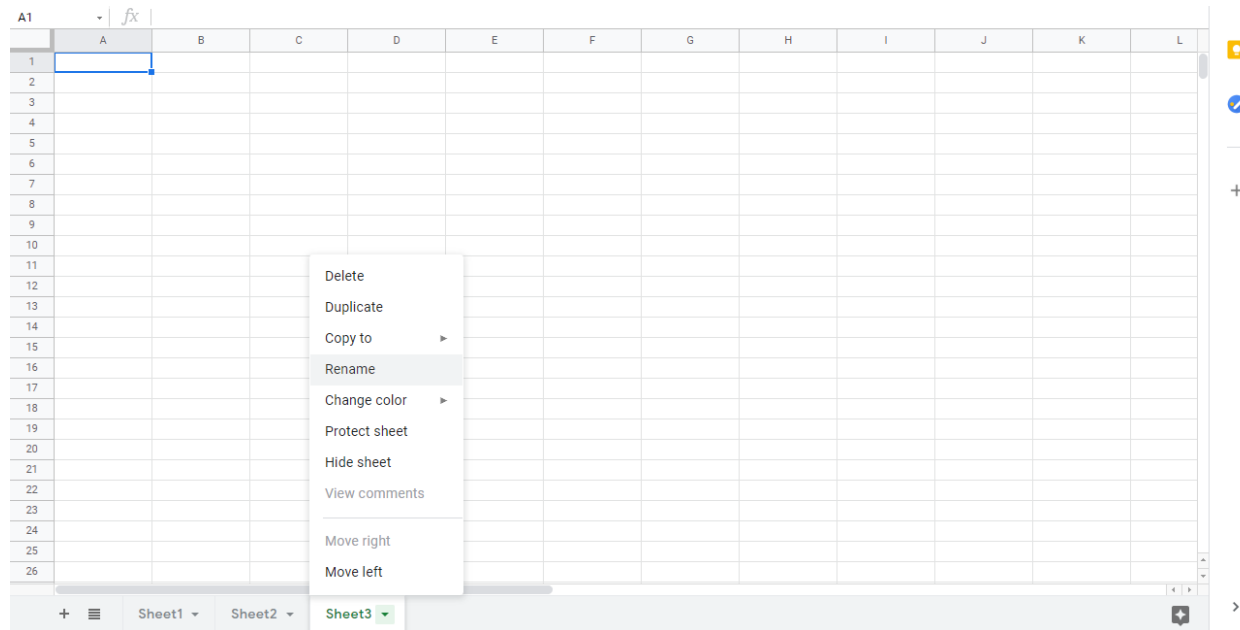 A1 fx
A B C D E F G H I J K L
1
2
3
4
5
6
7
8
9
10
11
12
13
14
15
16
17
18
19
20
21
22
23
24
25
26
Delete
Duplicate
Copy to
Rename
Change color
Protect sheet
Hide sheet
View comments
Move right
Move left
Sheet1 Sheet2 Sheet3